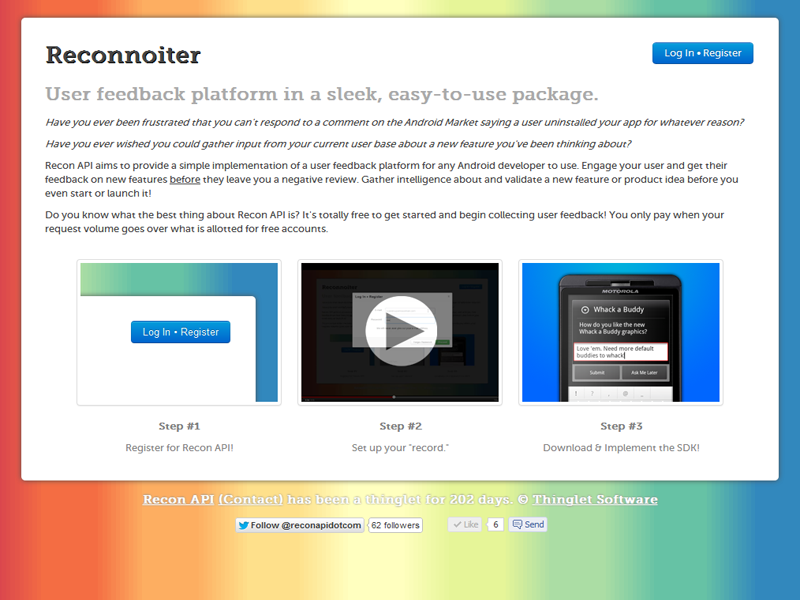 Reconnoiter
Log In • Register
User feedback platform in a sleek, easy-to-use package.
Have you ever been frustrated that you can't respond to a comment on the Android Market saying a user uninstalled your app for whatever reason?
Have you ever wished you could gather input from your current user base about a new feature you've been thinking about?
Recon API aims to provide a simple implementation of a user feedback platform for any Android developer to use. Engage your user and get their
feedback on new features before they leave you a negative review. Gather intelligence about and validate a new feature or product idea before you
even start or launch it!
Do you know what the best thing about Recon API is? It's totally free to get started and begin collecting user feedback! You only pay when your
request volume goes over what is allotted for free accounts.
Log In • Register
Log In • Register
MOTOROLA
Whack a Buddy
How do you like the new
Whack a Buddy graphics?
Love 'em. Need more default
buddies to whack
Submit
Ask Me Later
Step #1
Register for Recon API!
Step #2
Set up your "record."
Step #3
Download & Implement the SDK!
Recon API (Contact) has been a thinglet for 202 days. © Thinglet Software
Follow @reconapidotcom
62 followers
Like
6
Send